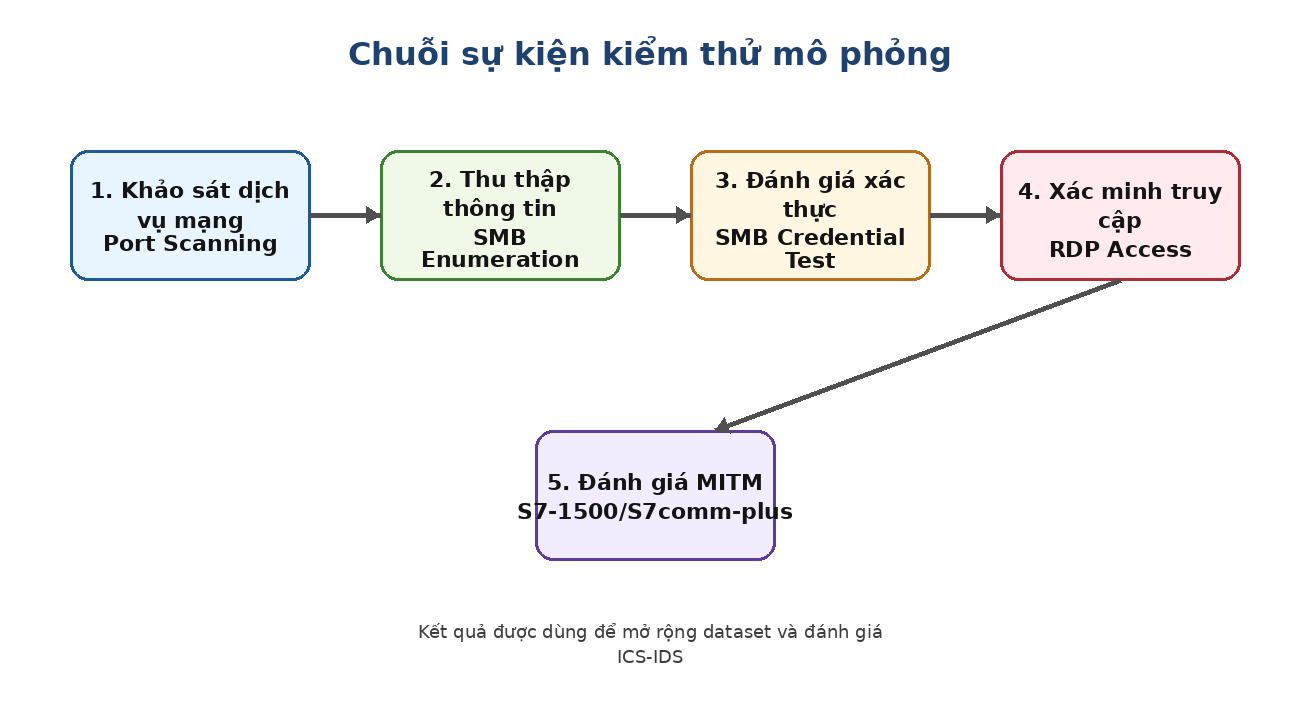 Chuỗi sự kiện kiểm thử mô phỏng
1. Khảo sát dịch
vụ mạng
Port Scanning
2. Thu thập
thông tin
SMB
Enumeration
3. Đánh giá xác
thực
SMB Credential
Test
4. Xác minh truy
cập
RDP Access
5. Đánh giá MITM
S7-1500/S7comm-plus
Kết quả được dùng để mở rộng dataset và đánh giá
ICS-IDS